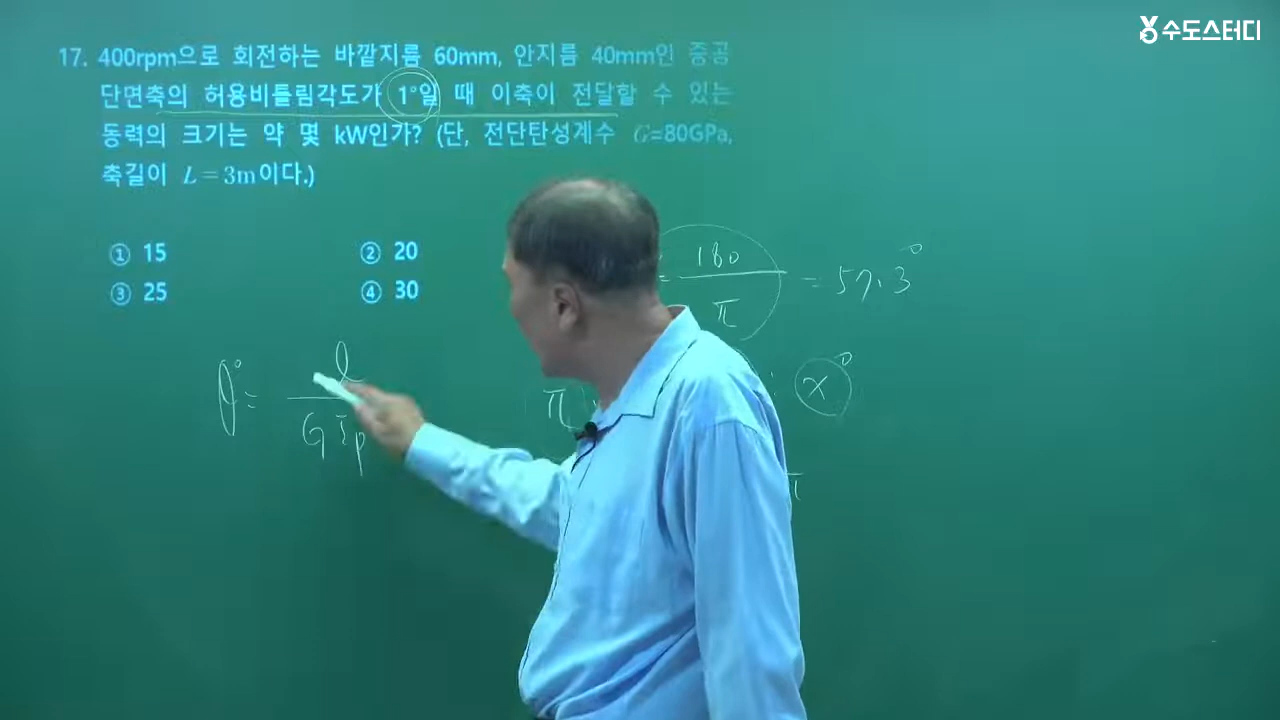 수도스터디
17. 400rpm으로 회전하는 바깥지름 60mm, 안지름 40mm인 중공
단면축의 허용비틀림각도가 1°일 때 이축이 전달할 수 있는
동력의 크기는 약 몇 kW인가? (단, 전단탄성계수 G=80GPa,
축길이 L=3m이다.)
① 15 ② 20
③ 25 ④ 30
= 180/π = 57.3°
π : x°
θ° = l / G I_p
π